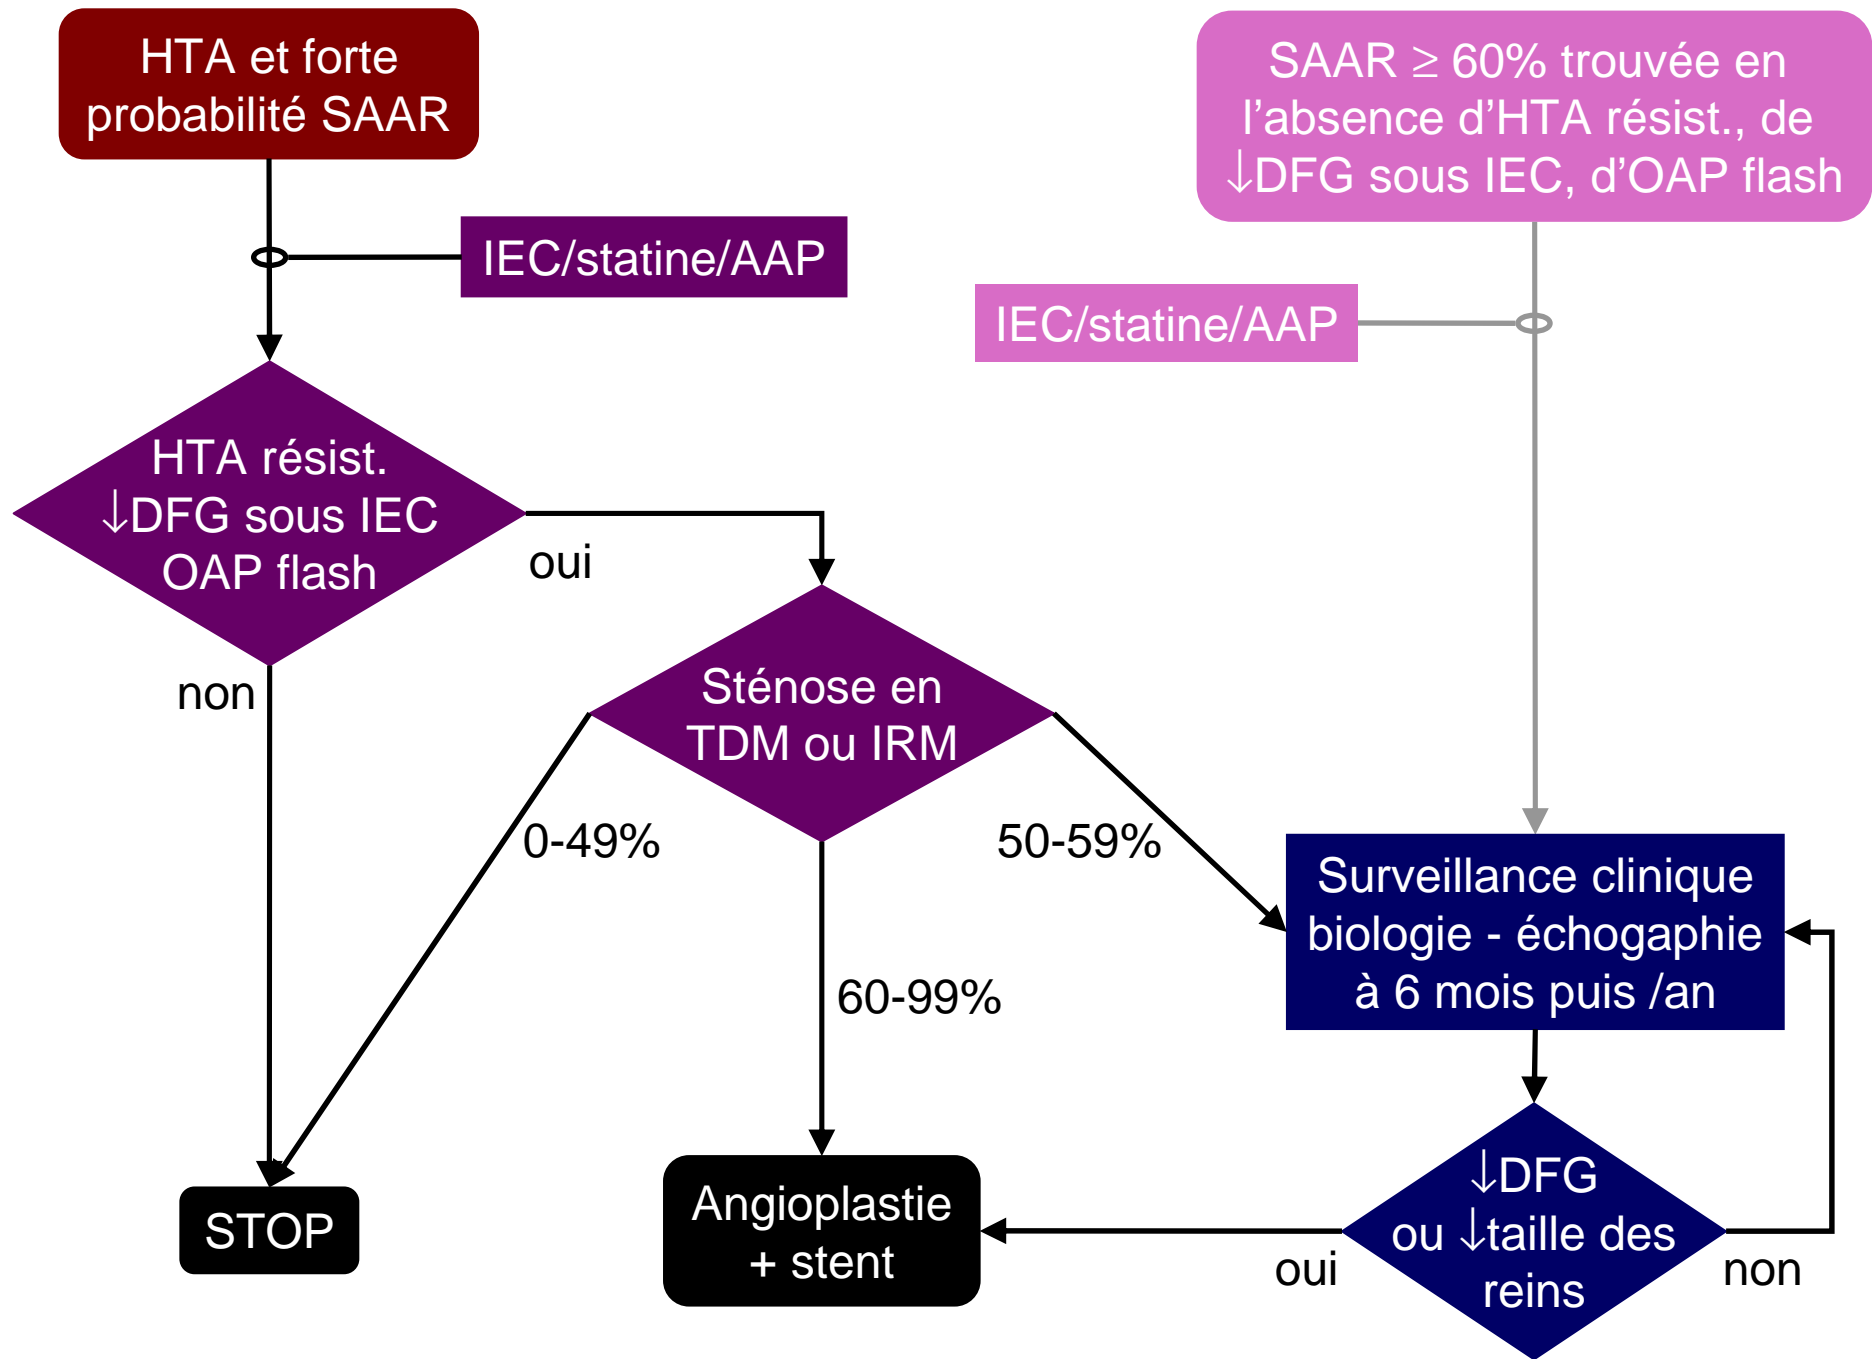 HTA et forte
probabilité SAAR
SAAR ≥ 60% trouvée en
l’absence d’HTA résist., de
↓DFG sous IEC, d’OAP flash
IEC/statine/AAP
IEC/statine/AAP
HTA résist.
↓DFG sous IEC
OAP flash
oui
non
Sténose en
TDM ou IRM
0-49%
50-59%
60-99%
Surveillance clinique
biologie - échogaphie
à 6 mois puis /an
STOP
Angioplastie
+ stent
↓DFG
ou ↓taille des
reins
oui
non